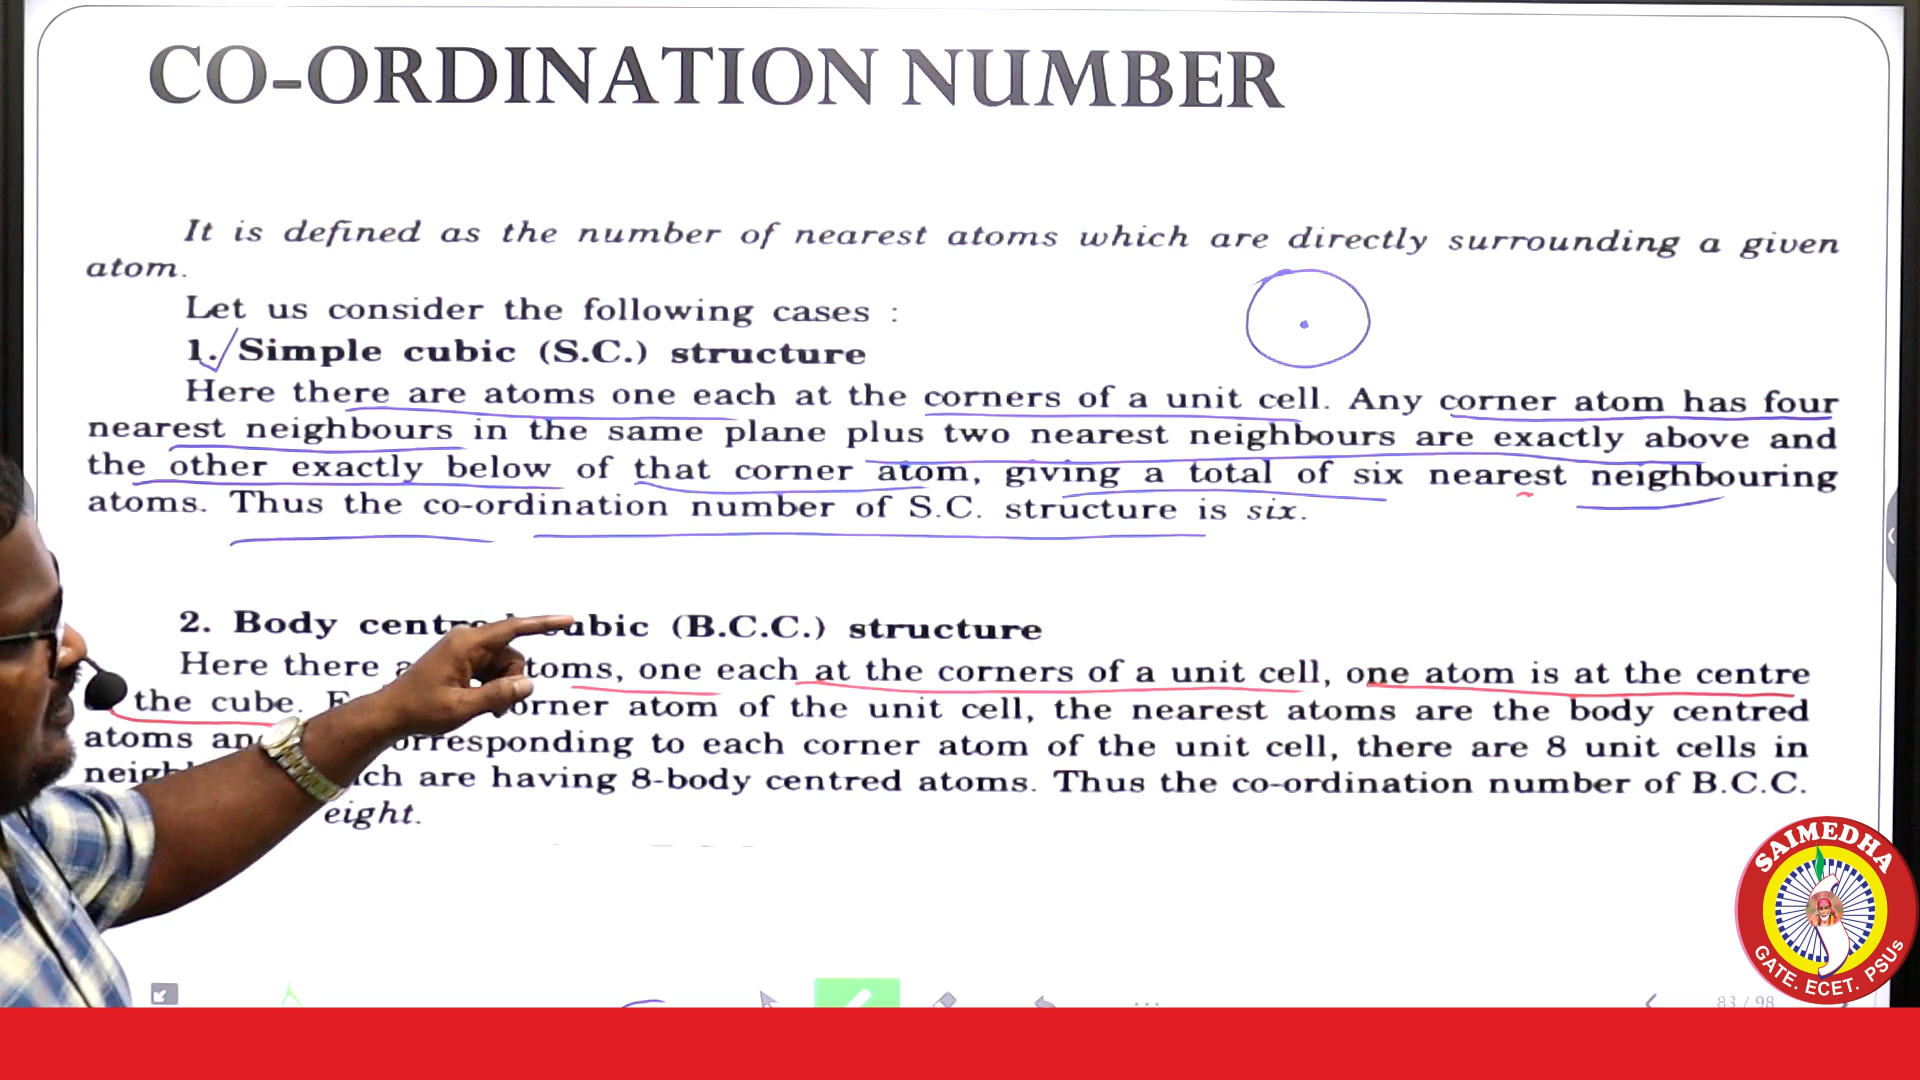 CO-ORDINATION NUMBER
It is defined as the number of nearest atoms which are directly surrounding a given
atom.
Let us consider the following cases :
1. Simple cubic (S.C.) structure
Here there are atoms one each at the corners of a unit cell. Any corner atom has four
nearest neighbours in the same plane plus two nearest neighbours are exactly above and
the other exactly below of that corner atom, giving a total of six nearest neighbouring
atoms. Thus the co-ordination number of S.C. structure is six.
2. Body cubic (B.C.C.) structure
Here there one each at the corners of a unit cell, one atom is at the centre
the cube. corner atom of the unit cell, the nearest atoms are the body centred
atoms corresponding to each corner atom of the unit cell, there are 8 unit cells in
are having 8-body centred atoms. Thus the co-ordination number of B.C.C.
eight.
SAIMEDHA
GATE. ECET. PSUs
83 / 98